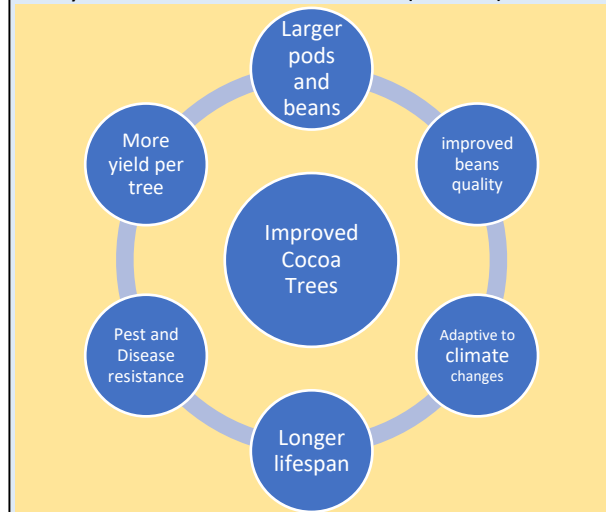 Larger
pods
and
beans
improved
beans
quality
Adaptive to
climate
changes
Longer
lifespan
Pest and
Disease
resistance
More
yield per
tree
Improved
Cocoa
Trees